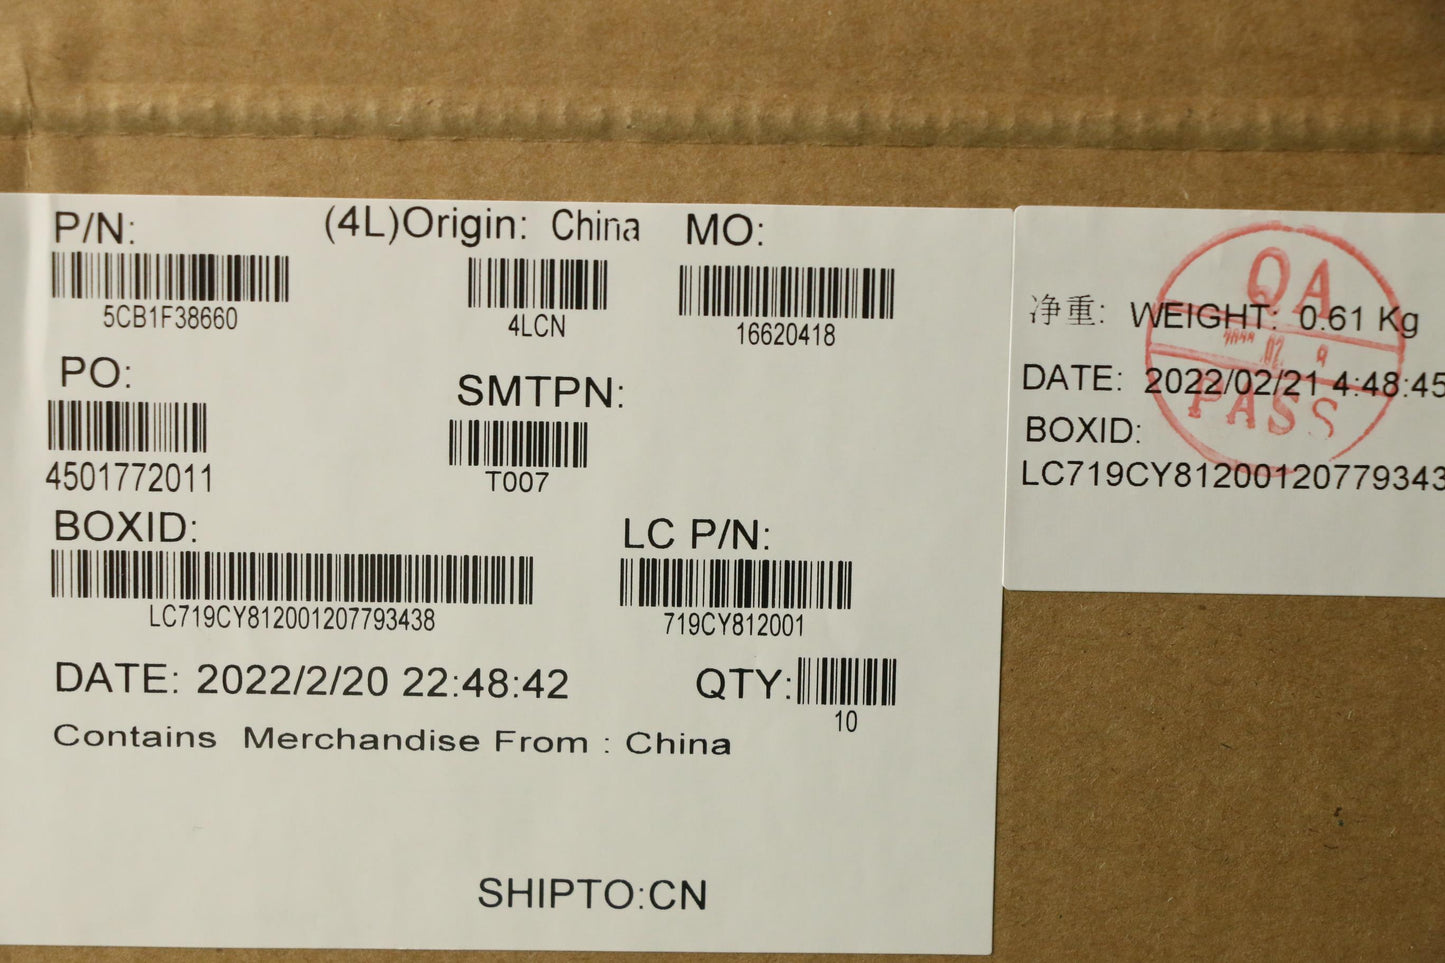 P/N:
5CB1F38660
(4L)Origin: China
4LCN
MO:
16620418
PO:
4501772011
SMTPN:
T007
BOXID:
LC719CY812001207793438
LC P/N:
719CY812001
DATE: 2022/2/20 22:48:42
QTY:
10
Contains Merchandise From : China
SHIPTO:CN
净重: WEIGHT: 0.61 Kg
DATE: 2022/02/21 4:48:45
BOXID:
LC719CY81200120779343
QA
PASS